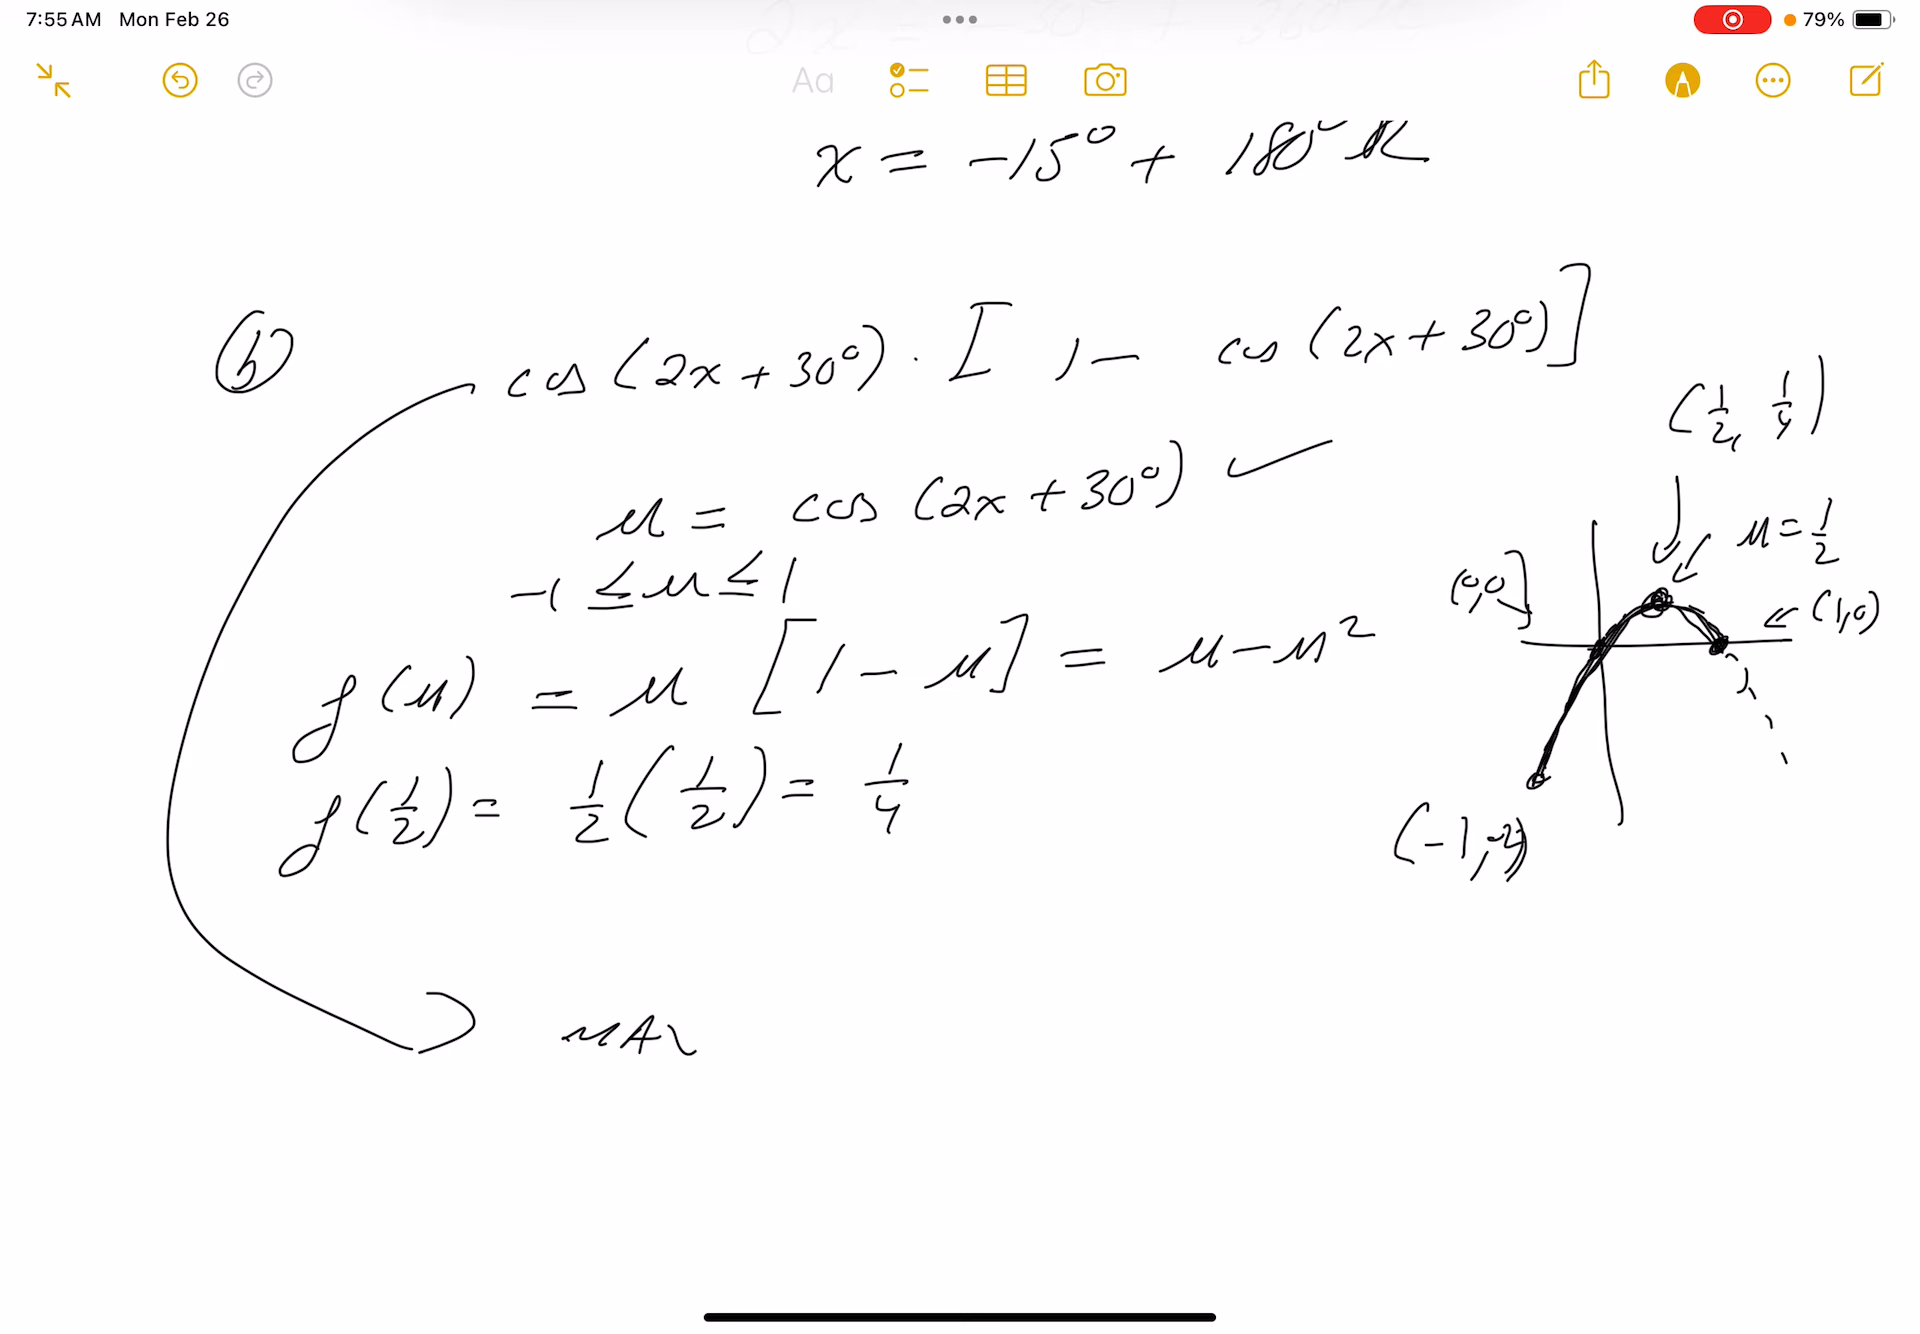 7:55 AM Mon Feb 26
79%
Aa
x = -15° + 180° k
(b)
cos (2x + 30°) · [ 1 - cos (2x + 30°) ]
(1/2, 1/4)
u = cos (2x + 30°) ✓
u = 1/2
-1 ≤ u ≤ 1
(0,0)
(1,0)
f(u) = u [1 - u] = u - u²
f(1/2) = 1/2 (1/2) = 1/4
(-1,-2)